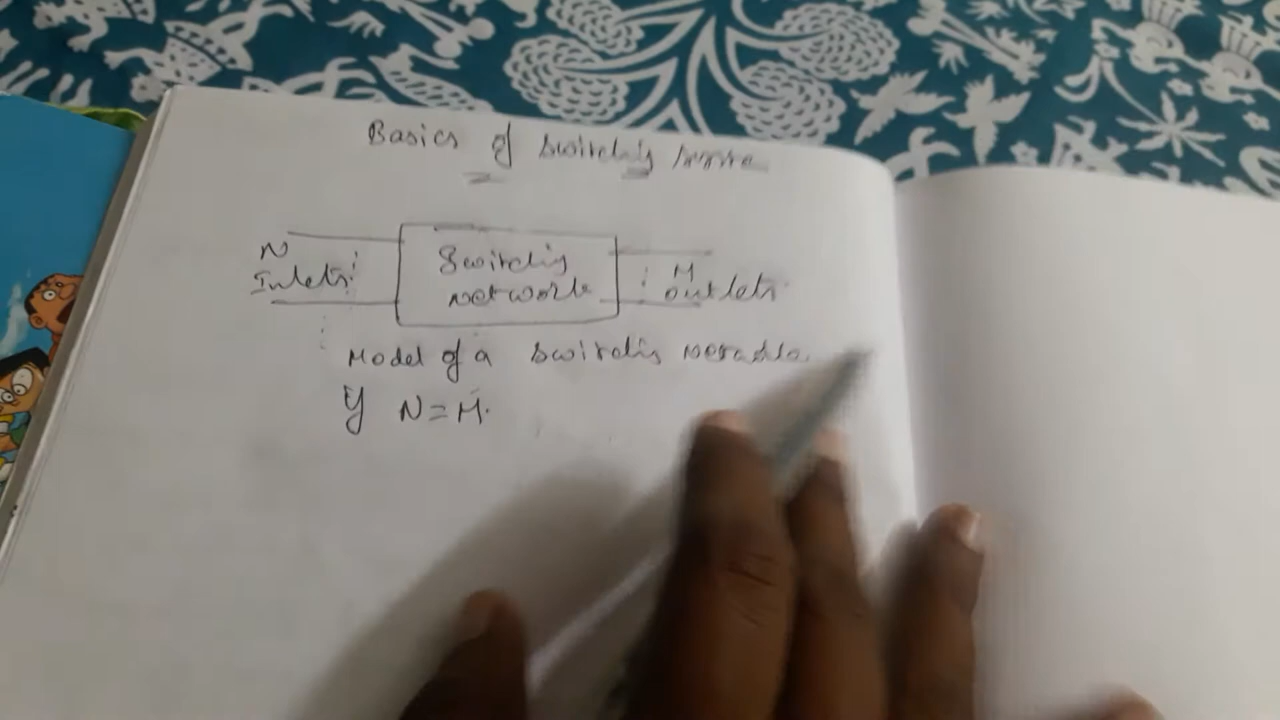 Basics of Switching
N
Inlets
Switching
network
M
outlets
Model of a Switching network
If N=M.